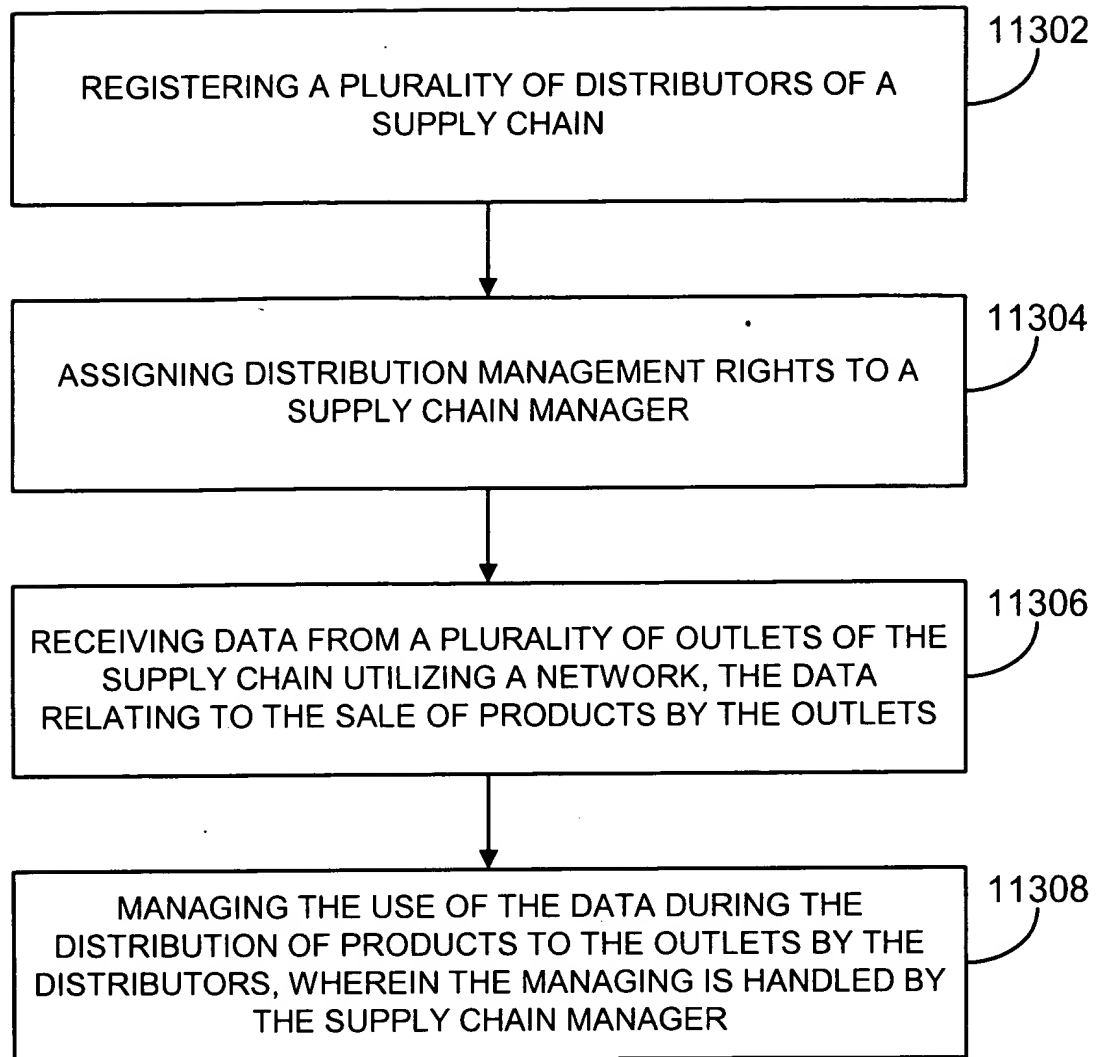 11302
REGISTERING A PLURALITY OF DISTRIBUTORS OF A
SUPPLY CHAIN
11304
ASSIGNING DISTRIBUTION MANAGEMENT RIGHTS TO A
SUPPLY CHAIN MANAGER
11306
RECEIVING DATA FROM A PLURALITY OF OUTLETS OF THE
SUPPLY CHAIN UTILIZING A NETWORK, THE DATA
RELATING TO THE SALE OF PRODUCTS BY THE OUTLETS
11308
MANAGING THE USE OF THE DATA DURING THE
DISTRIBUTION OF PRODUCTS TO THE OUTLETS BY THE
DISTRIBUTORS, WHEREIN THE MANAGING IS HANDLED BY
THE SUPPLY CHAIN MANAGER